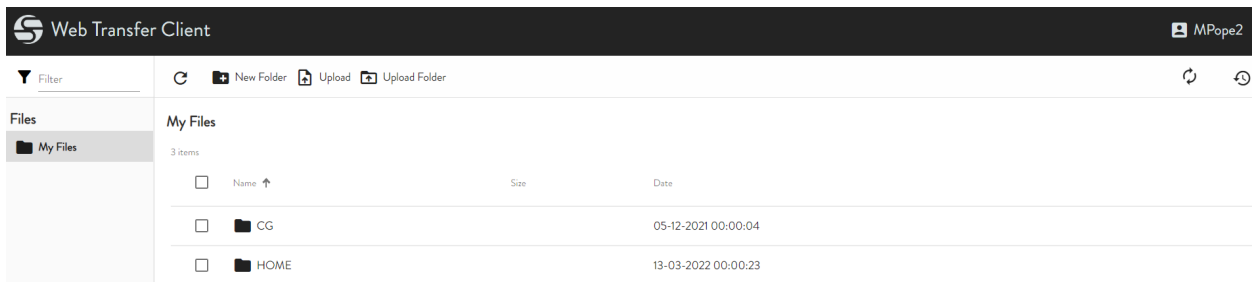 Web Transfer Client
MPope2
Filter
New Folder Upload Upload Folder
Files
My Files
My Files
3 items
Name Size Date
CG 05-12-2021 00:00:04
HOME 13-03-2022 00:00:23